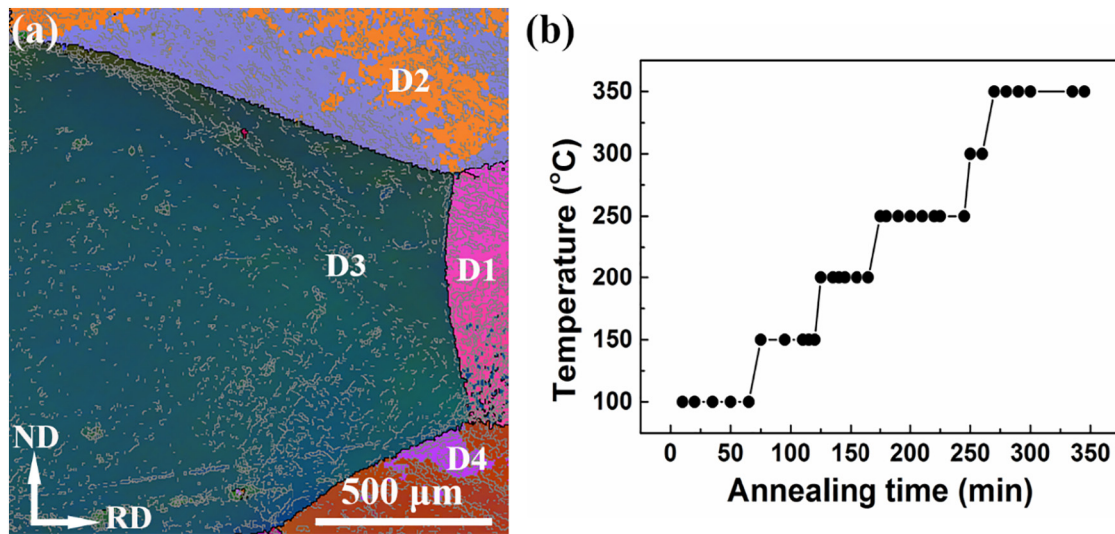 (a)
D2
D3
D1
D4
ND
RD
500 μm
(b)
Temperature (°C)
350
300
250
200
150
100
0 50 100 150 200 250 300 350
Annealing time (min)